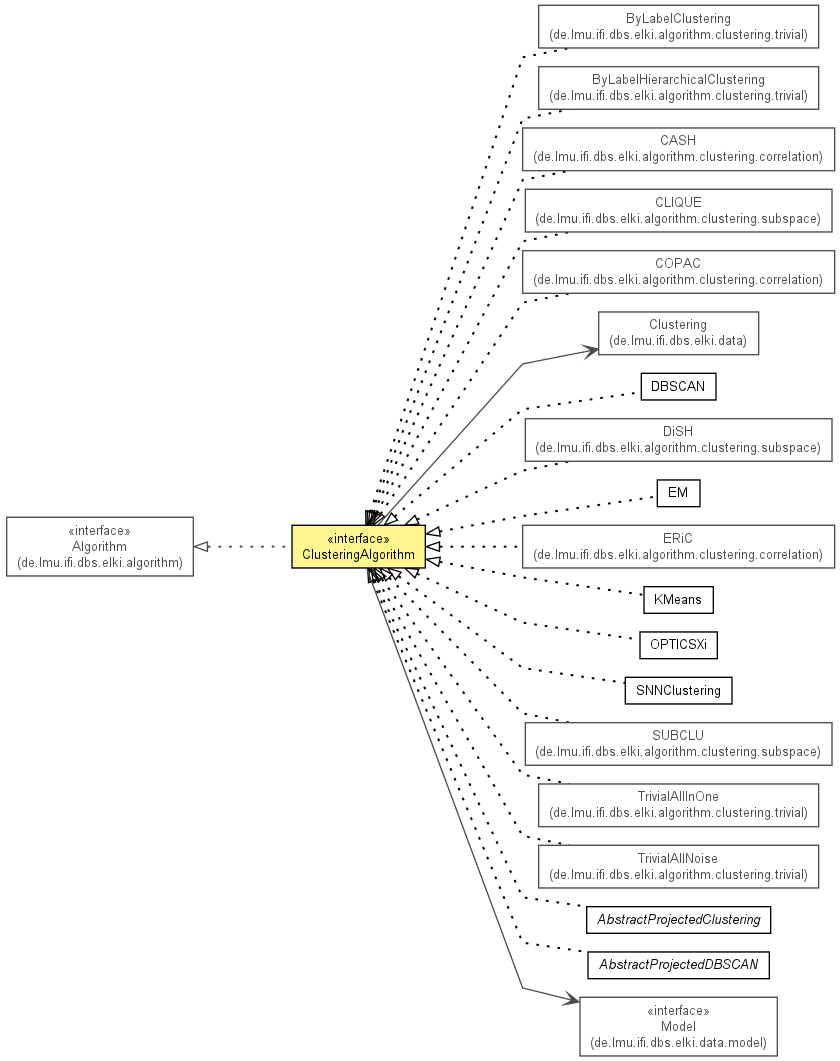 ByLabelClustering
(de.lmu.ifi.dbs.elki.algorithm.clustering.trivial)
ByLabelHierarchicalClustering
(de.lmu.ifi.dbs.elki.algorithm.clustering.trivial)
CASH
(de.lmu.ifi.dbs.elki.algorithm.clustering.correlation)
CLIQUE
(de.lmu.ifi.dbs.elki.algorithm.clustering.subspace)
COPAC
(de.lmu.ifi.dbs.elki.algorithm.clustering.correlation)
Clustering
(de.lmu.ifi.dbs.elki.data)
DBSCAN
DiSH
(de.lmu.ifi.dbs.elki.algorithm.clustering.subspace)
EM
«interface»
Algorithm
(de.lmu.ifi.dbs.elki.algorithm)
«interface»
ClusteringAlgorithm
ERiC
(de.lmu.ifi.dbs.elki.algorithm.clustering.correlation)
KMeans
OPTICSXi
SNNClustering
SUBCLU
(de.lmu.ifi.dbs.elki.algorithm.clustering.subspace)
TrivialAllInOne
(de.lmu.ifi.dbs.elki.algorithm.clustering.trivial)
TrivialAllNoise
(de.lmu.ifi.dbs.elki.algorithm.clustering.trivial)
AbstractProjectedClustering
AbstractProjectedDBSCAN
«interface»
Model
(de.lmu.ifi.dbs.elki.data.model)